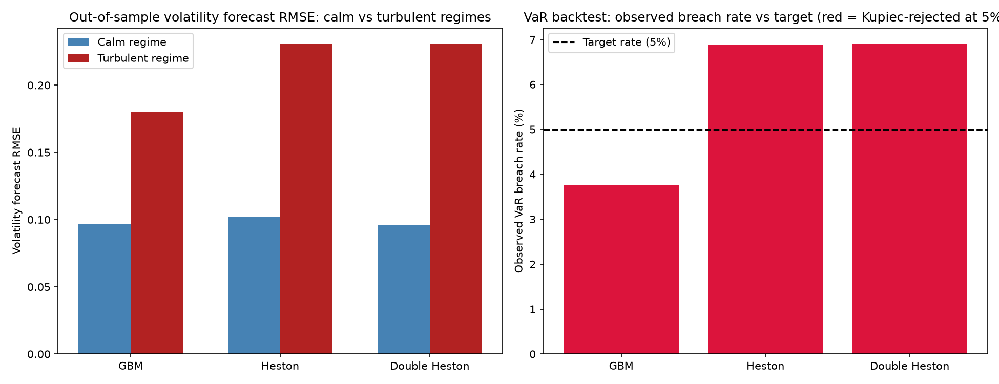 Out-of-sample volatility forecast RMSE: calm vs turbulent regimes
Calm regime
Turbulent regime
Volatility forecast RMSE
0.20
0.15
0.10
0.05
0.00
GBM
Heston
Double Heston
VaR backtest: observed breach rate vs target (red = Kupiec-rejected at 5%
Target rate (5%)
Observed VaR breach rate (%)
7
6
5
4
3
2
1
0
GBM
Heston
Double Heston